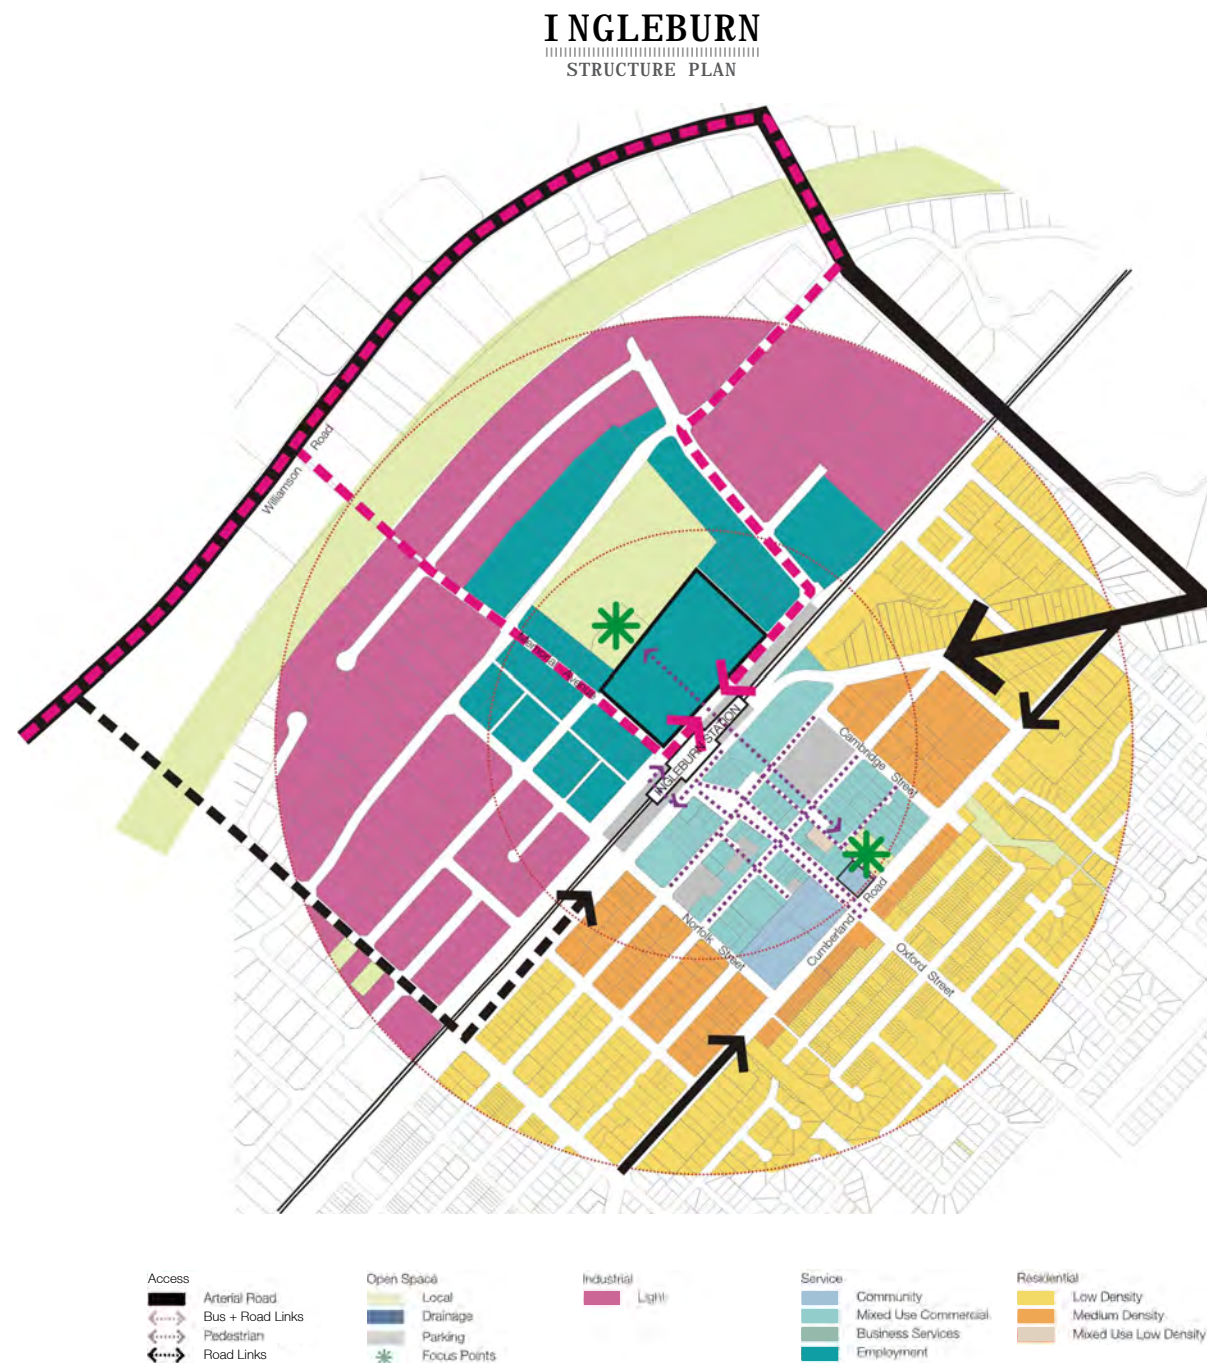 INGLEBURN
STRUCTURE PLAN
Williamson Road
Memorial Avenue
INGLEBURN STATION
Cambridge Street
Norfolk Street
Cumberland Road
Oxford Street
Access
Arterial Road
Bus + Road Links
Pedestrian
Road Links
Open Space
Local
Drainage
Parking
Focus Points
Industrial
Light
Service
Community
Mixed Use Commercial
Business Services
Employment
Residential
Low Density
Medium Density
Mixed Use Low Density